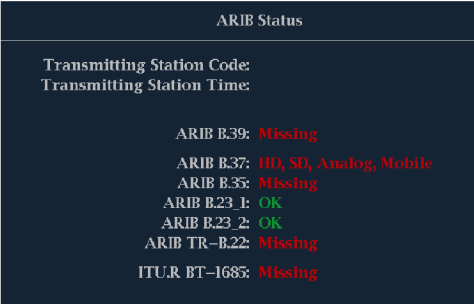 ARIB Status
Transmitting Station Code:
Transmitting Station Time:
ARIB B.39: Missing
ARIB B.37: HD, SD, Analog, Mobile
ARIB B.35: Missing
ARIB B.23_1: OK
ARIB B.23_2: OK
ARIB TR-B.22: Missing
ITU.R BT-1685: Missing